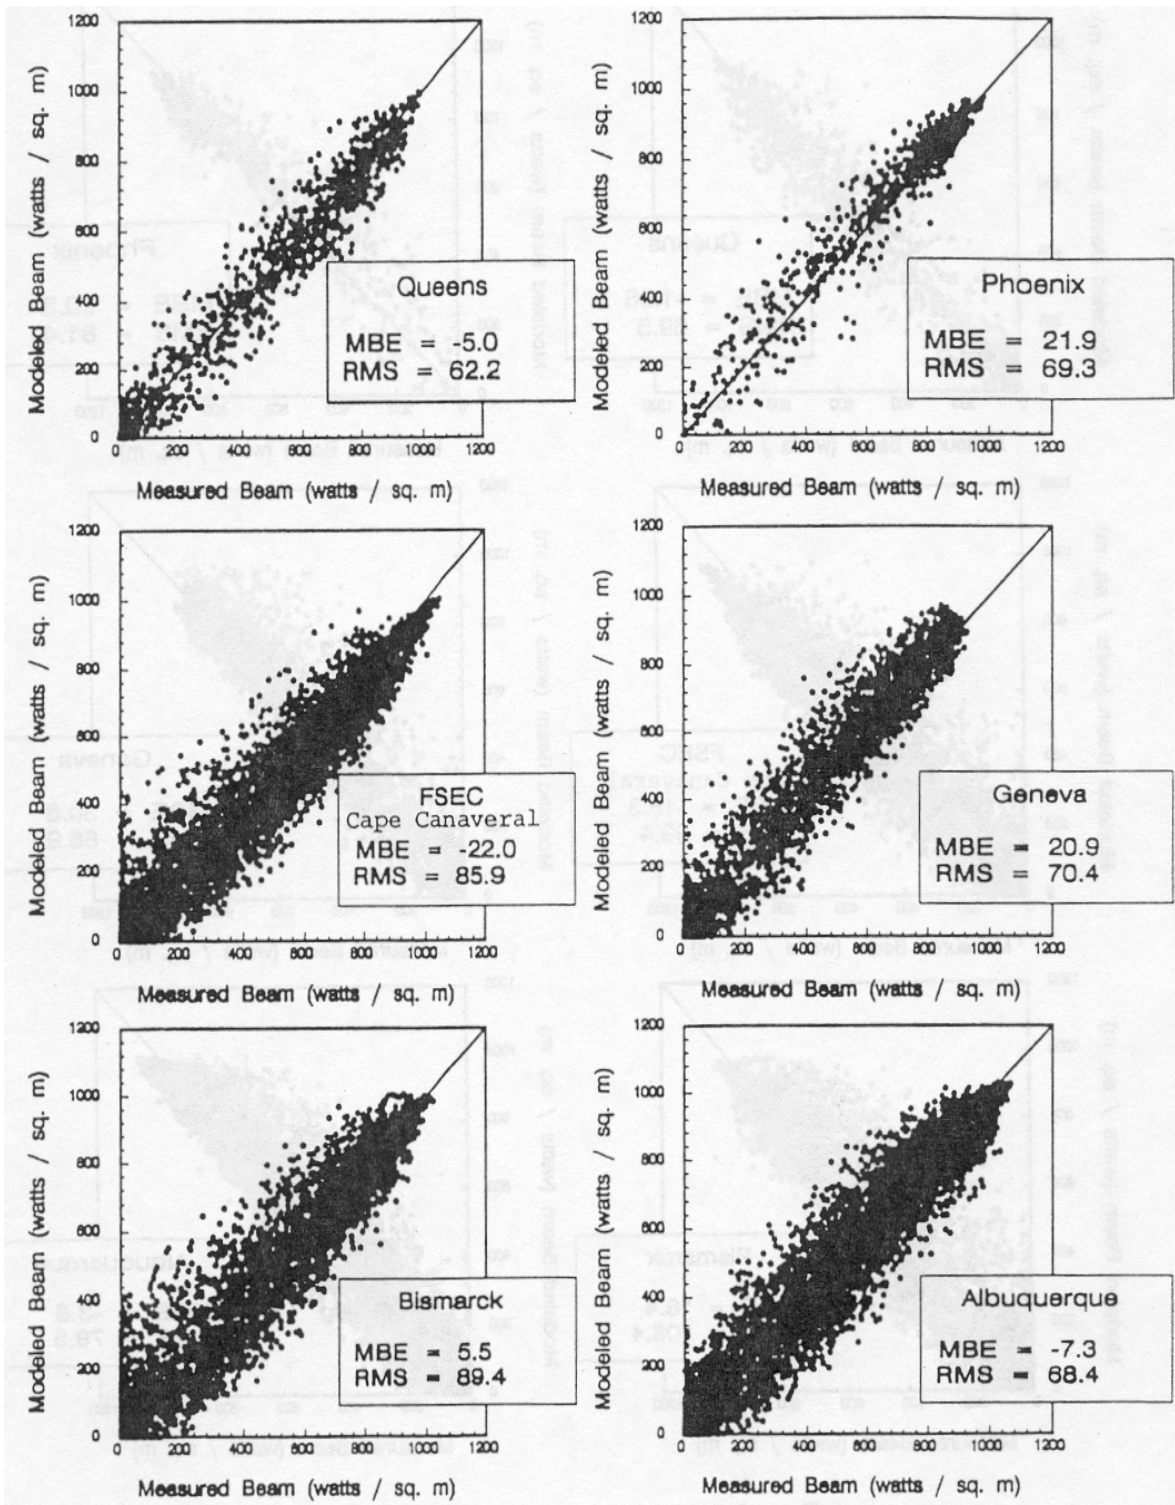 1200
1000
800
600
400
200
0
Modeled Beam (watts / sq. m)
Queens
MBE = -5.0
RMS = 62.2
0 200 400 600 800 1000 1200
Measured Beam (watts / sq. m)
1200
1000
800
600
400
200
0
Modeled Beam (watts / sq. m)
Phoenix
MBE = 21.9
RMS = 69.3
0 200 400 600 800 1000 1200
Measured Beam (watts / sq. m)
1200
1000
800
600
400
200
0
Modeled Beam (watts / sq. m)
FSEC
Cape Canaveral
MBE = -22.0
RMS = 85.9
0 200 400 600 800 1000 1200
Measured Beam (watts / sq. m)
1200
1000
800
600
400
200
0
Modeled Beam (watts / sq. m)
Geneva
MBE = 20.9
RMS = 70.4
0 200 400 600 800 1000 1200
Measured Beam (watts / sq. m)
1200
1000
800
600
400
200
0
Modeled Beam (watts / sq. m)
Bismarck
MBE = 5.5
RMS = 89.4
0 200 400 600 800 1000 1200
Measured Beam (watts / sq. m)
1200
1000
800
600
400
200
0
Modeled Beam (watts / sq. m)
Albuquerque
MBE = -7.3
RMS = 68.4
0 200 400 600 800 1000 1200
Measured Beam (watts / sq. m)